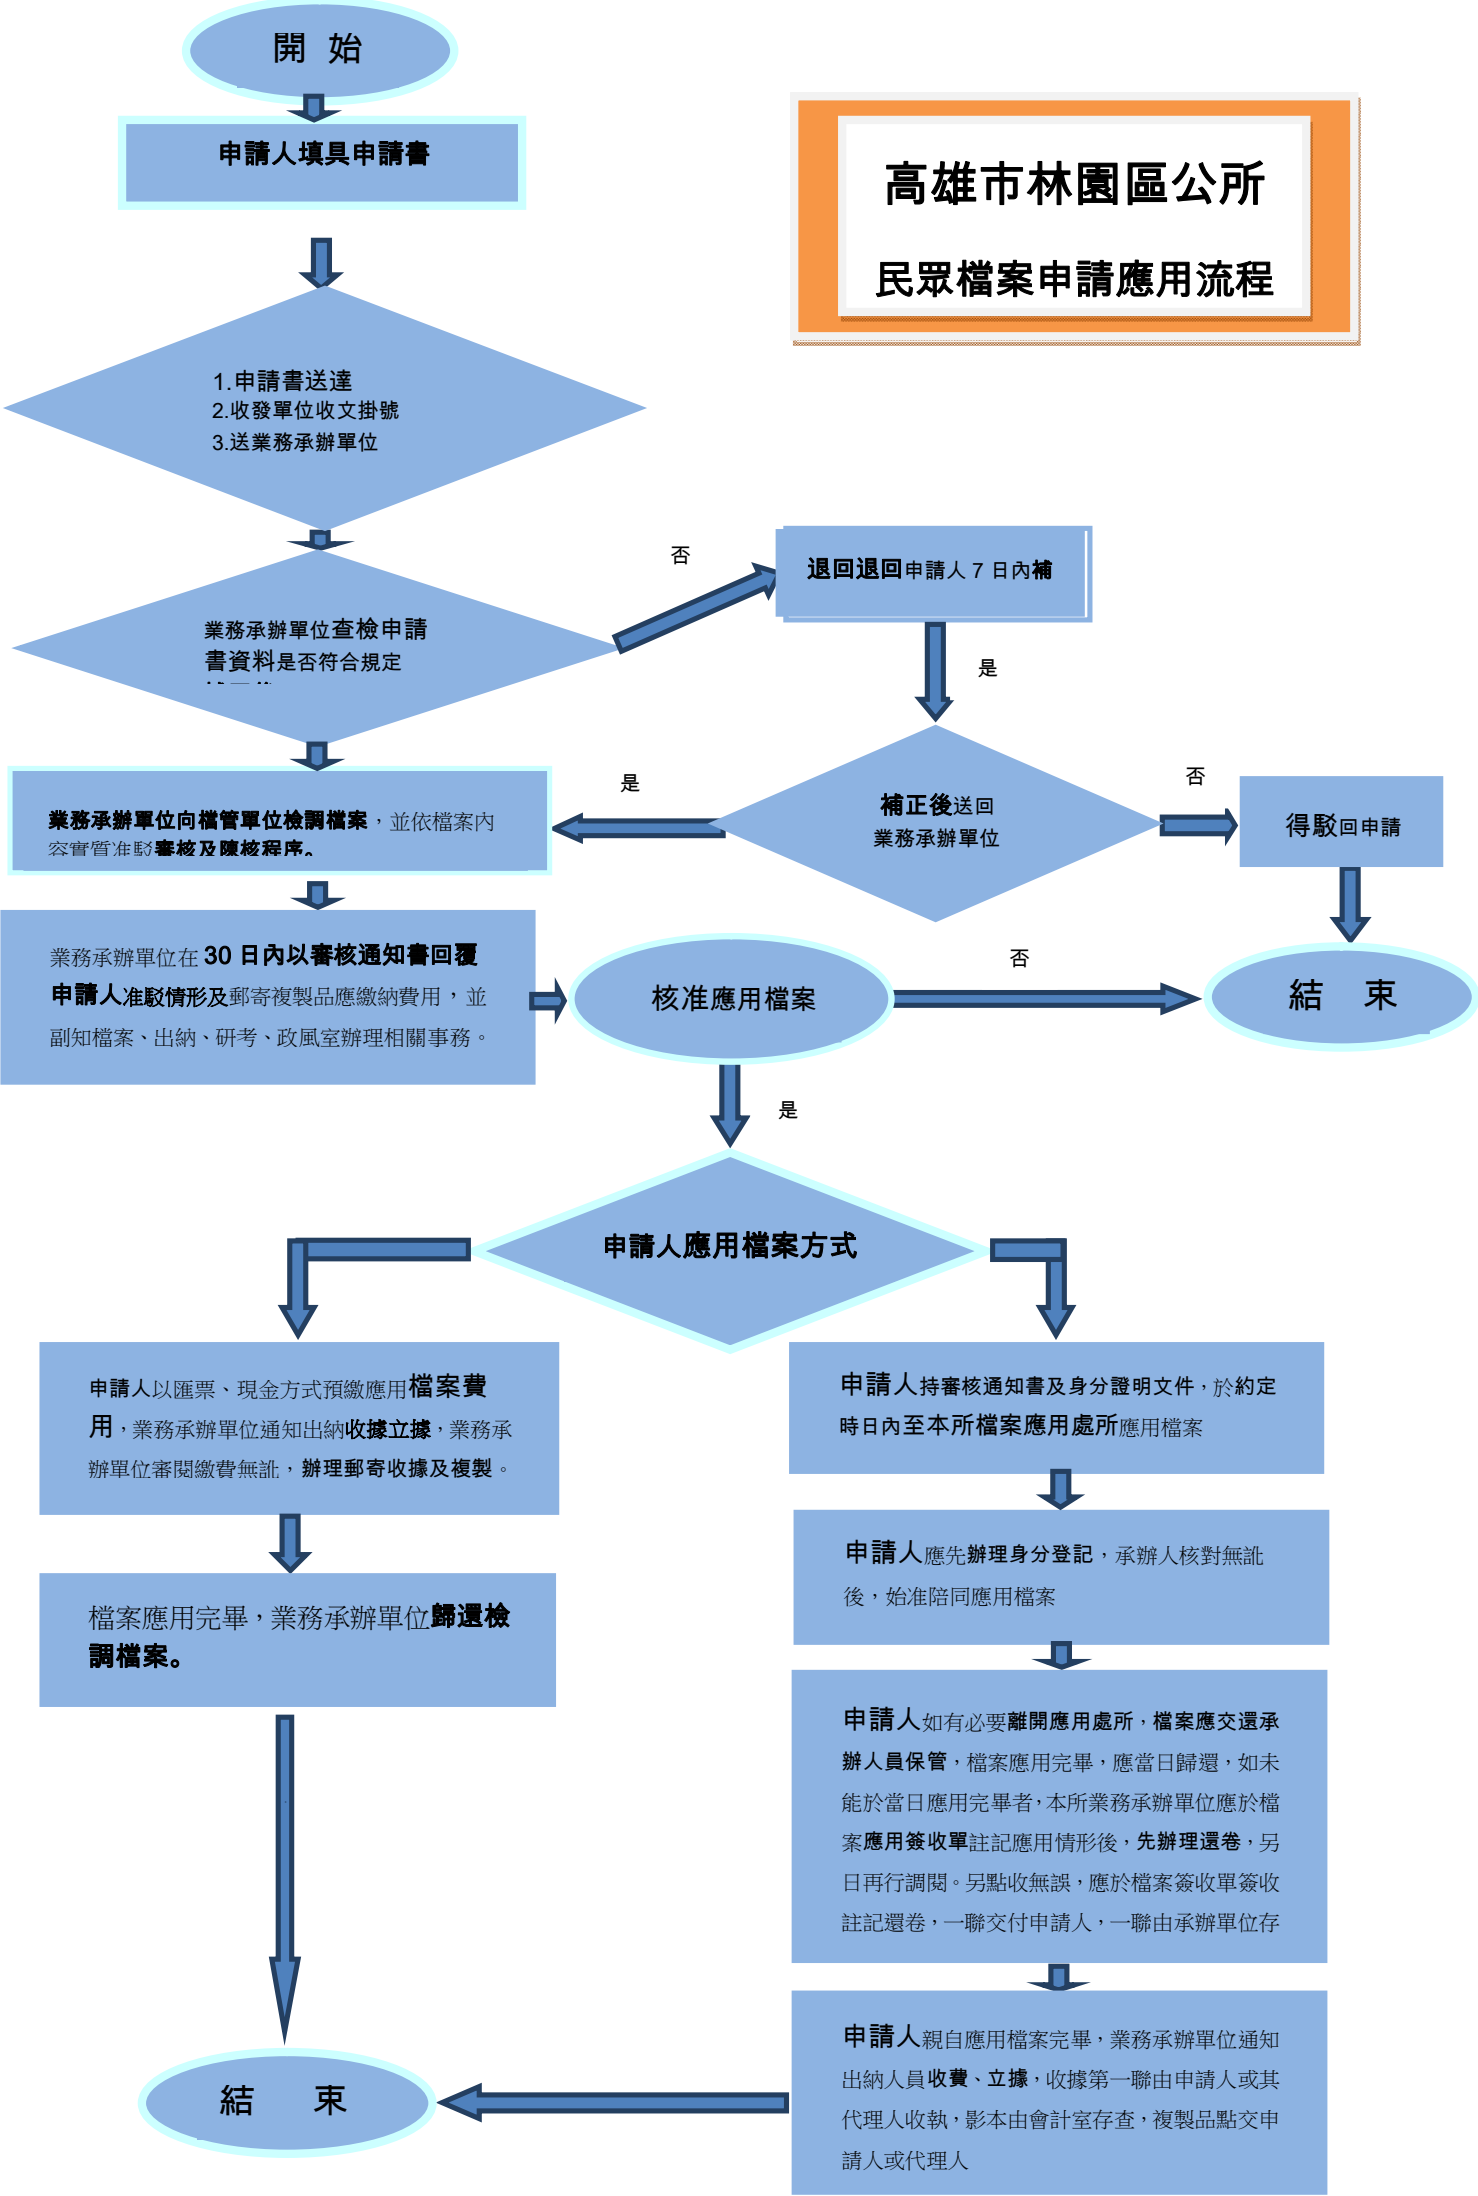 開 始
申請人填具申請書
高雄市林園區公所
民眾檔案申請應用流程
1.申請書送達
2.收發單位收文掛號
3.送業務承辦單位
否
退回退回申請人 7 日內補
業務承辦單位查檢申請
書資料是否符合規定
是
是
補正後送回
業務承辦單位
否
得駁回申請
業務承辦單位向檔管單位檢調檔案，並依檔案內
容實質准駁審核及陳核程序。
業務承辦單位在 30 日內以審核通知書回覆
申請人准駁情形及郵寄複製品應繳納費用，並
副知檔案、出納、研考、政風室辦理相關事務。
核准應用檔案
否
結 束
是
申請人應用檔案方式
申請人以匯票、現金方式預繳應用檔案費
用，業務承辦單位通知出納收據立據，業務承
辦單位審閱繳費無訛，辦理郵寄收據及複製。
檔案應用完畢，業務承辦單位歸還檢
調檔案。
申請人持審核通知書及身分證明文件，於約定
時日內至本所檔案應用處所應用檔案
申請人應先辦理身分登記，承辦人核對無訛
後，始准陪同應用檔案
申請人如有必要離開應用處所，檔案應交還承
辦人員保管，檔案應用完畢，應當日歸還，如未
能於當日應用完畢者，本所業務承辦單位應於檔
案應用簽收單註記應用情形後，先辦理還卷，另
日再行調閱。另點收無誤，應於檔案簽收單簽收
註記還卷，一聯交付申請人，一聯由承辦單位存
申請人親自應用檔案完畢，業務承辦單位通知
出納人員收費、立據，收據第一聯由申請人或其
代理人收執，影本由會計室存查，複製品點交申
請人或代理人
結 束